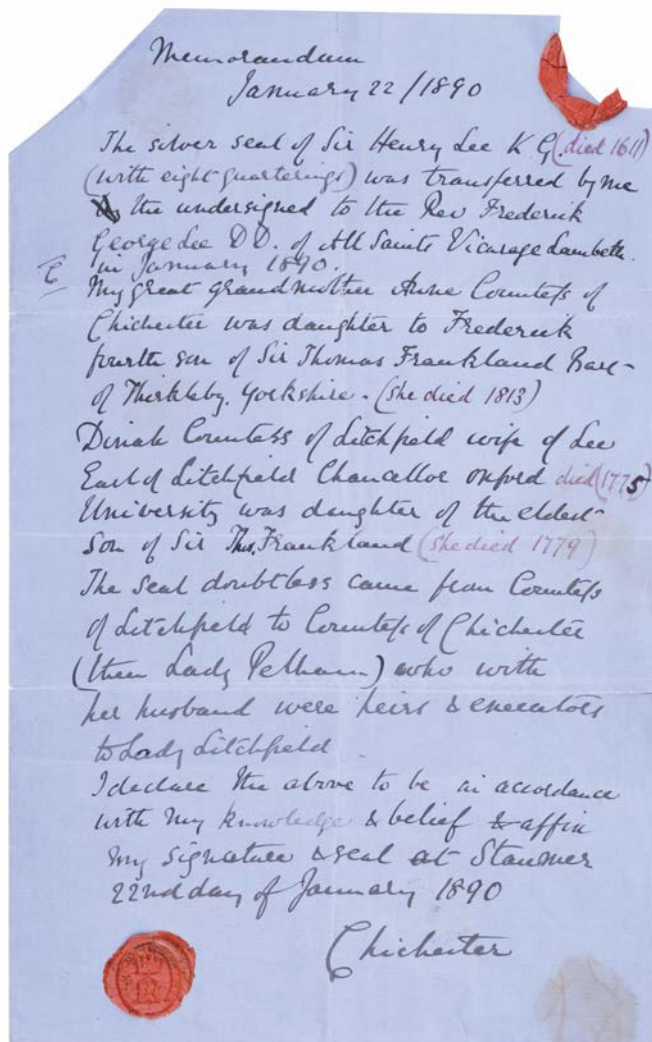 Memorandum
January 22/1890
The silver seal of Sir Henry Lee K G. (died 1611)
(with eight quarterings) was transferred by me
the undersigned to the Rev Frederick
George Lee D D. of All Saints Vicarage Lambeth.
in January 1890.
My great grandmother Anne Countess of
Chichester was daughter to Frederick
fourth son of Sir Thomas Frankland Bart
of Thirkleby, Yorkshire - (she died 1813)
Dinah Countess of Litchfield wife of Lee
Earl of Litchfield Chancellor oxford died (1775)
University was daughter of the eldest
Son of Sir Thos. Frankland (she died 1779)
The seal doubtless came from Countess
of Litchfield to Countess of Chichester
(then Lady Pelham) who with
her husband were heirs & executors
to Lady Litchfield
I declare the above to be in accordance
with my knowledge & belief & affix
my signature & seal at Stanmer
22nd day of January 1890
Chichester